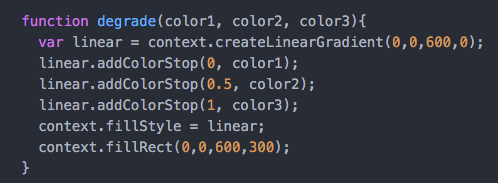 function degrade(color1, color2, color3){
  var linear = context.createLinearGradient(0,0,600,0);
  linear.addColorStop(0, color1);
  linear.addColorStop(0.5, color2);
  linear.addColorStop(1, color3);
  context.fillStyle = linear;
  context.fillRect(0,0,600,300);
}